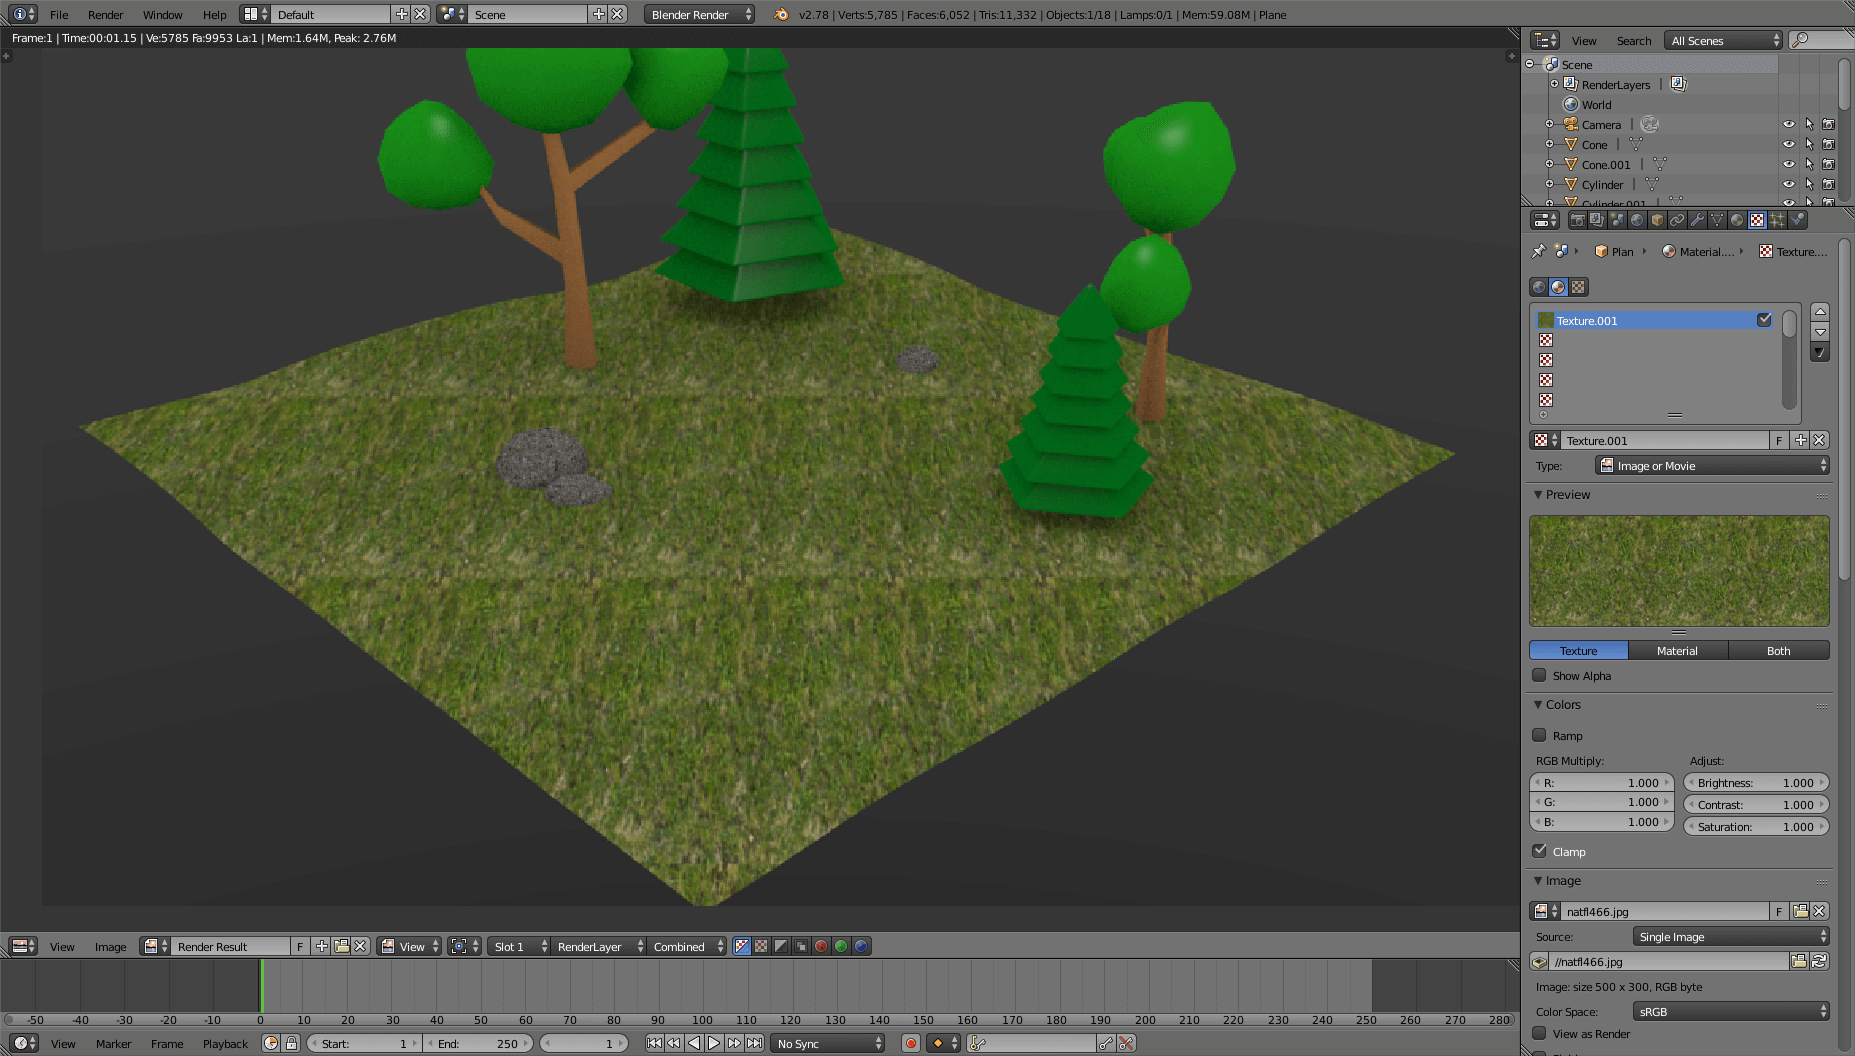 File Render Window Help Default Scene Blender Render v2.78 | Verts:5,785 | Faces:6,052 | Tris:11,332 | Objects:1/18 | Lamps:0/1 | Mem:59.08M | Plane
Frame:1 | Time:00:01.15 | Ve:5785 Fa:9953 La:1 | Mem:1.64M, Peak: 2.76M
View Search All Scenes
Scene
RenderLayers
World
Camera
Cone
Cone.001
Cylinder
Cylinder.001
Plan Material.... Texture....
Texture.001
Texture.001 F
Type: Image or Movie
Preview
Texture Material Both
Show Alpha
Colors
Ramp
RGB Multiply: Adjust:
R: 1.000 Brightness: 1.000
G: 1.000 Contrast: 1.000
B: 1.000 Saturation: 1.000
Clamp
Image
natfl466.jpg F
Source: Single Image
//natfl466.jpg
Image: size 500 x 300, RGB byte
Color Space: sRGB
View as Render
View Image Render Result F View Slot 1 RenderLayer Combined
-50 -40 -30 -20 -10 0 10 20 30 40 50 60 70 80 90 100 110 120 130 140 150 160 170 180 190 200 210 220 230 240 250 260 270 280
View Marker Frame Playback Start: 1 End: 250 1 No Sync